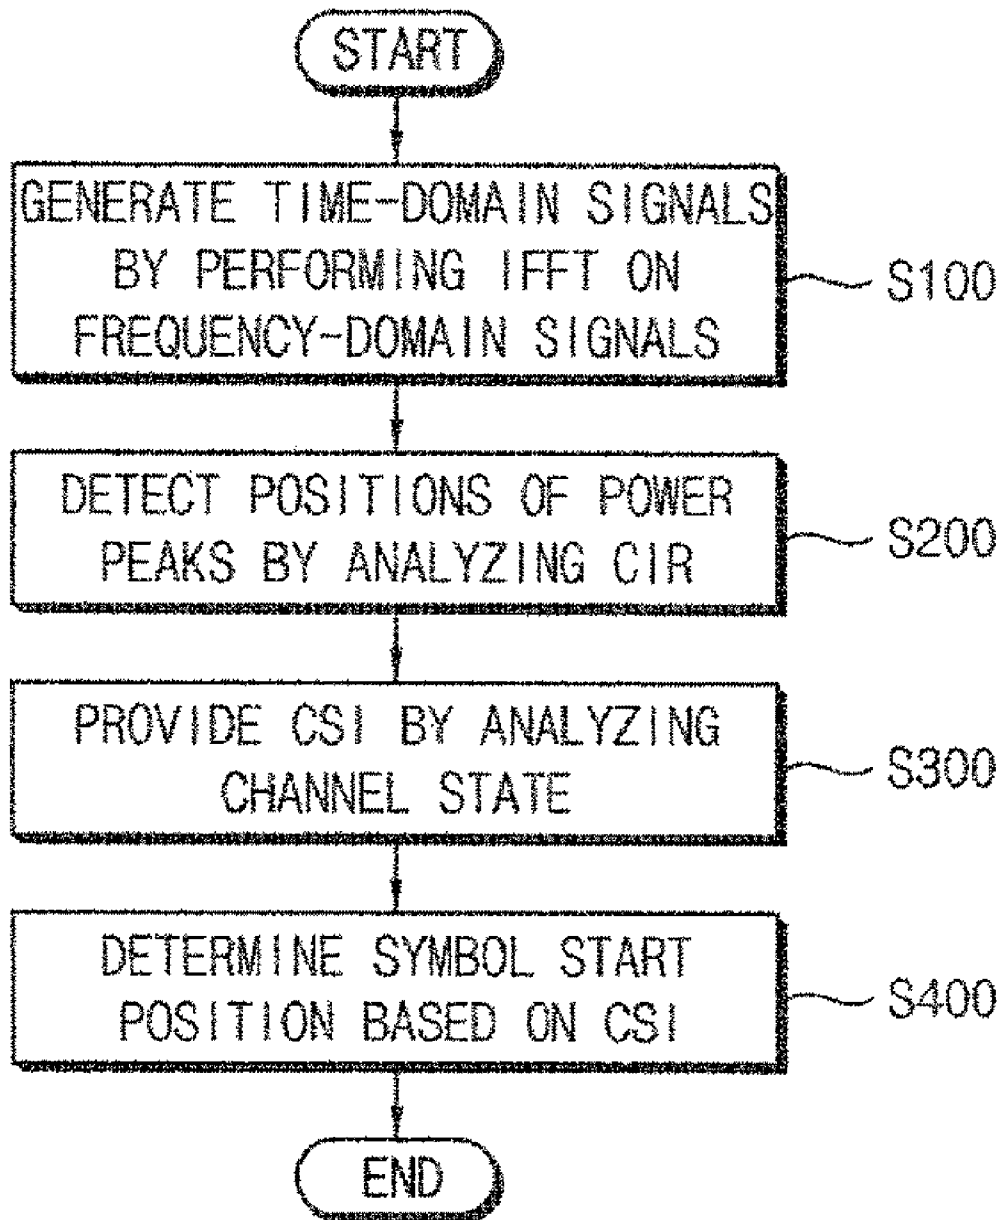 START
GENERATE TIME-DOMAIN SIGNALS
BY PERFORMING IFFT ON
FREQUENCY-DOMAIN SIGNALS
S100
DETECT POSITIONS OF POWER
PEAKS BY ANALYZING CIR
S200
PROVIDE CSI BY ANALYZING
CHANNEL STATE
S300
DETERMINE SYMBOL START
POSITION BASED ON CSI
S400
END